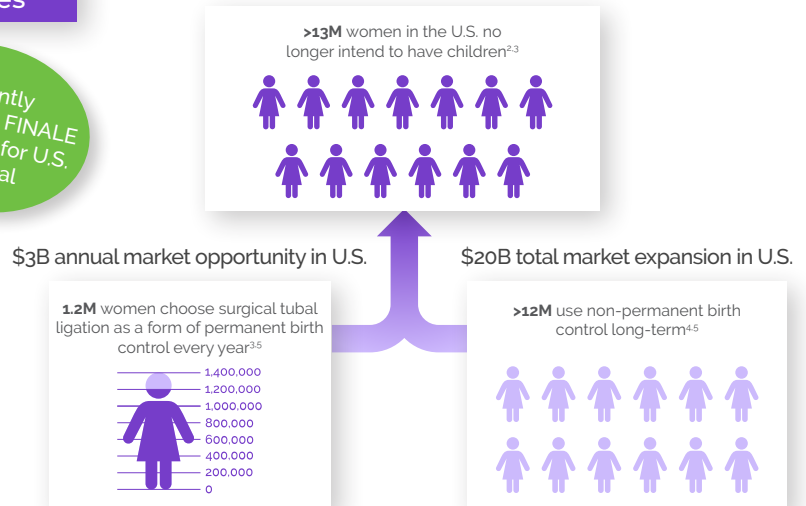 es
ntly
FINALE
for U.S.
al
>13M women in the U.S. no
longer intend to have children2,3
$3B annual market opportunity in U.S.
$20B total market expansion in U.S.
1.2M women choose surgical tubal
ligation as a form of permanent birth
control every year3,5
1,400,000
1,200,000
1,000,000
800,000
600,000
400,000
200,000
0
>12M use non-permanent birth
control long-term4,5